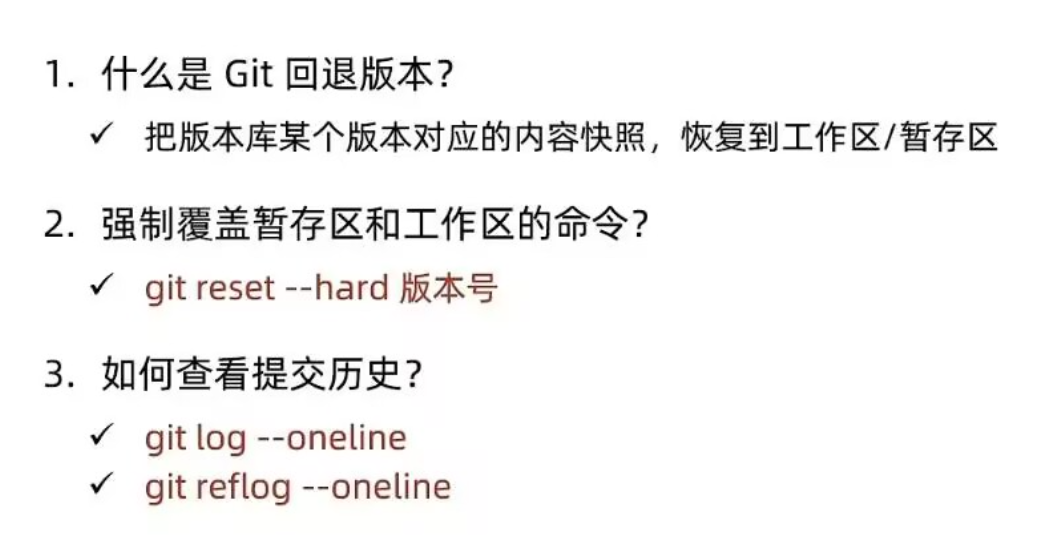 1. 什么是 Git 回退版本？
✓ 把版本库某个版本对应的内容快照，恢复到工作区/暂存区
2. 强制覆盖暂存区和工作区的命令？
✓ git reset --hard 版本号
3. 如何查看提交历史？
✓ git log --oneline
✓ git reflog --oneline